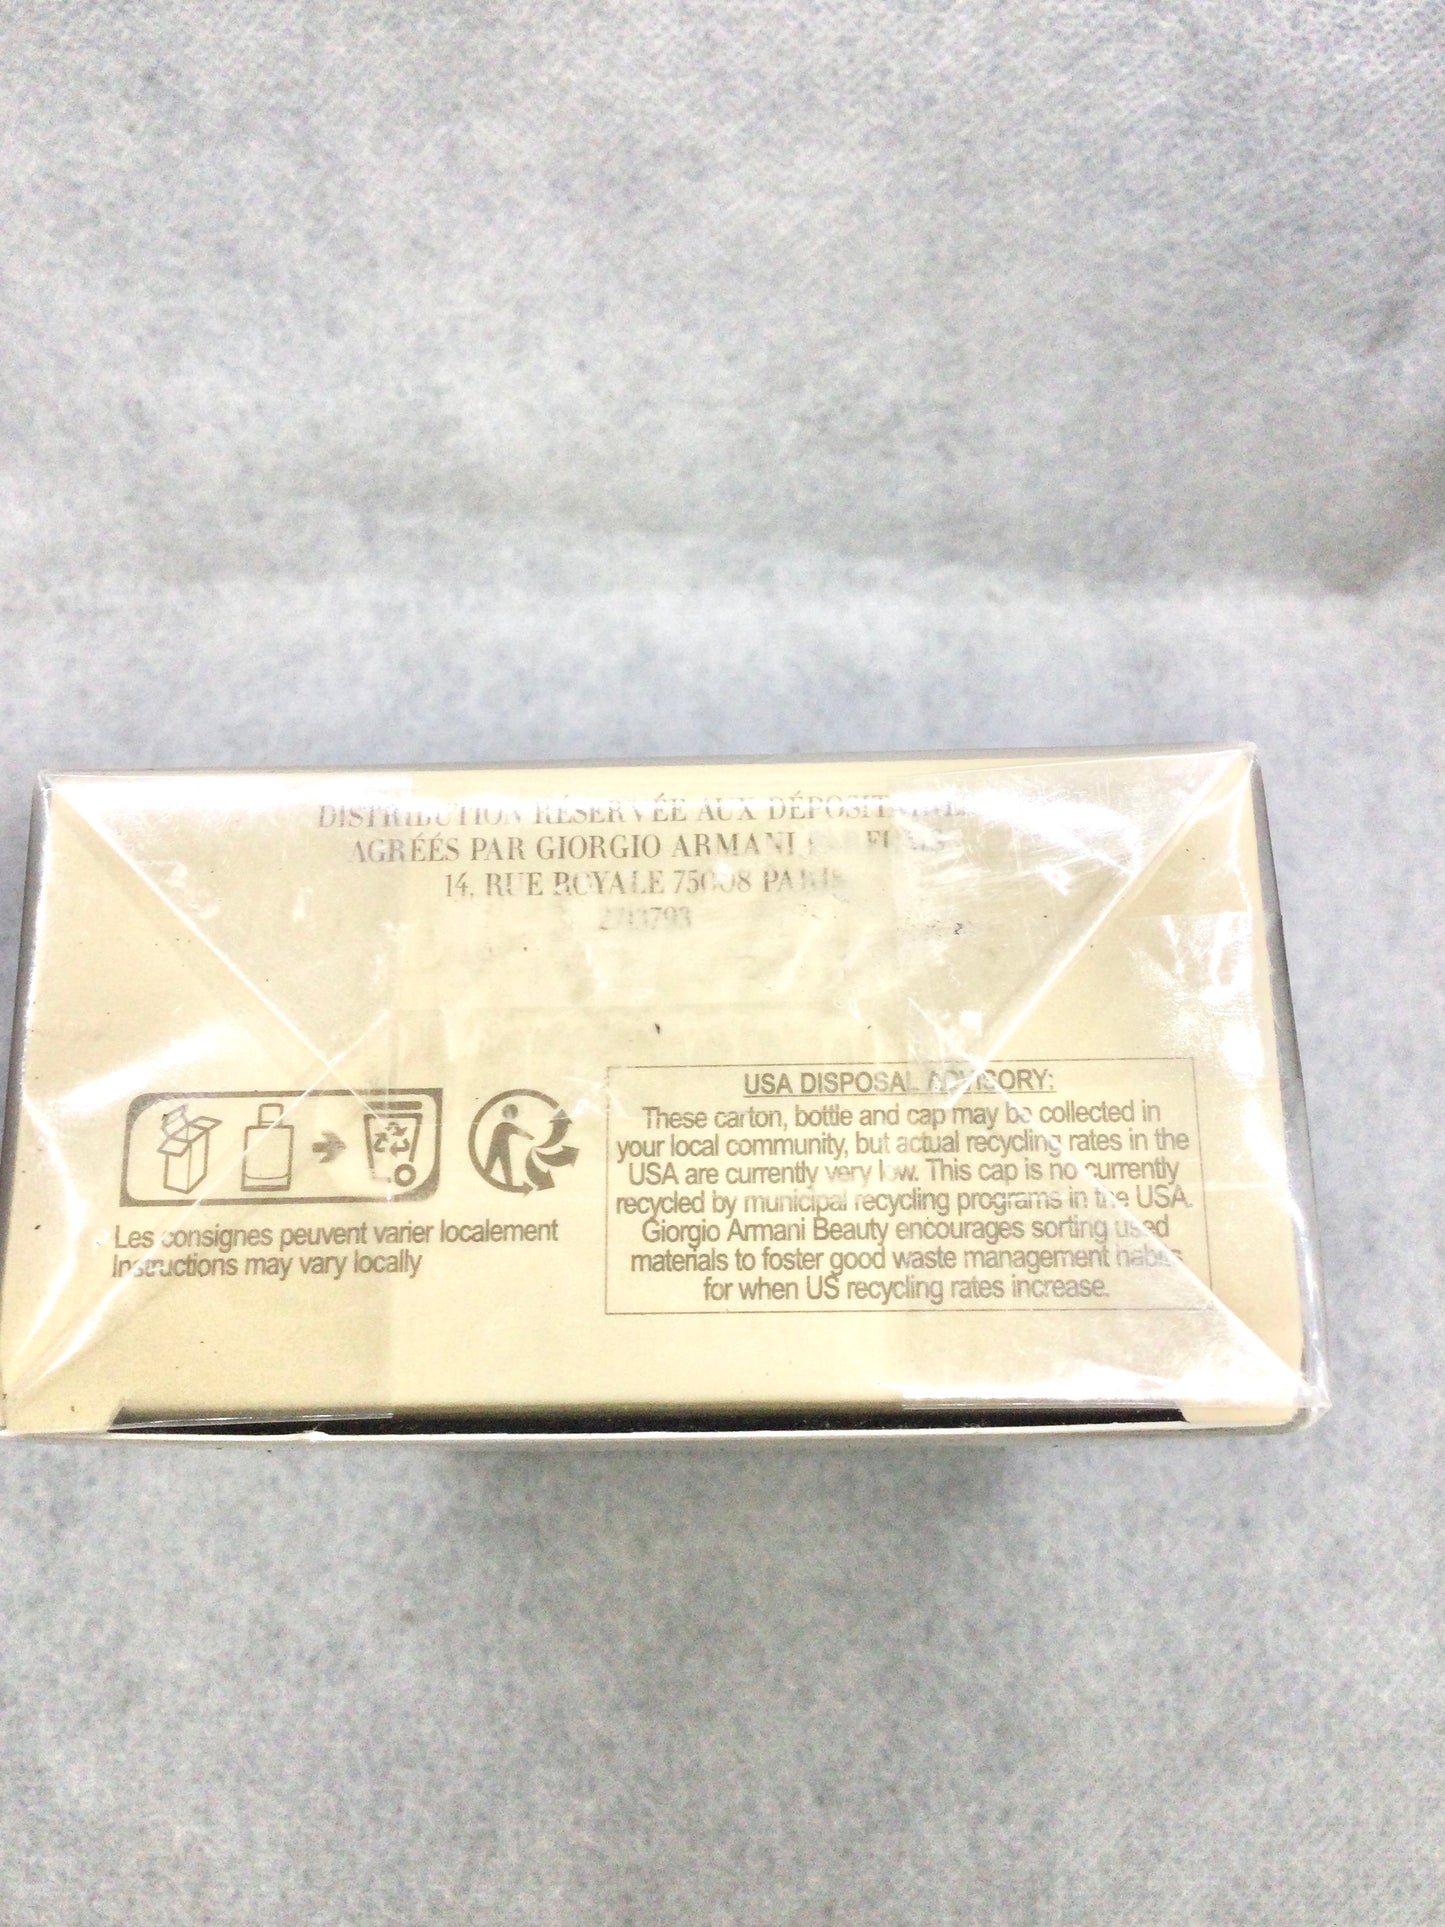 DISTRIBUTION RÉSERVÉE AUX
AGRÉÉS PAR GIORGIO ARMANI
14, RUE ROYALE 75008 PARIS
USA DISPOSAL ADVISORY:
These carton, bottle and cap may be collected in
your local community, but actual recycling rates in the
USA are currently very low. This cap is no currently
recycled by municipal recycling programs in the USA.
Giorgio Armani Beauty encourages sorting used
materials to foster good waste management habits
for when US recycling rates increase.
Les consignes peuvent varier localement
Instructions may vary locally